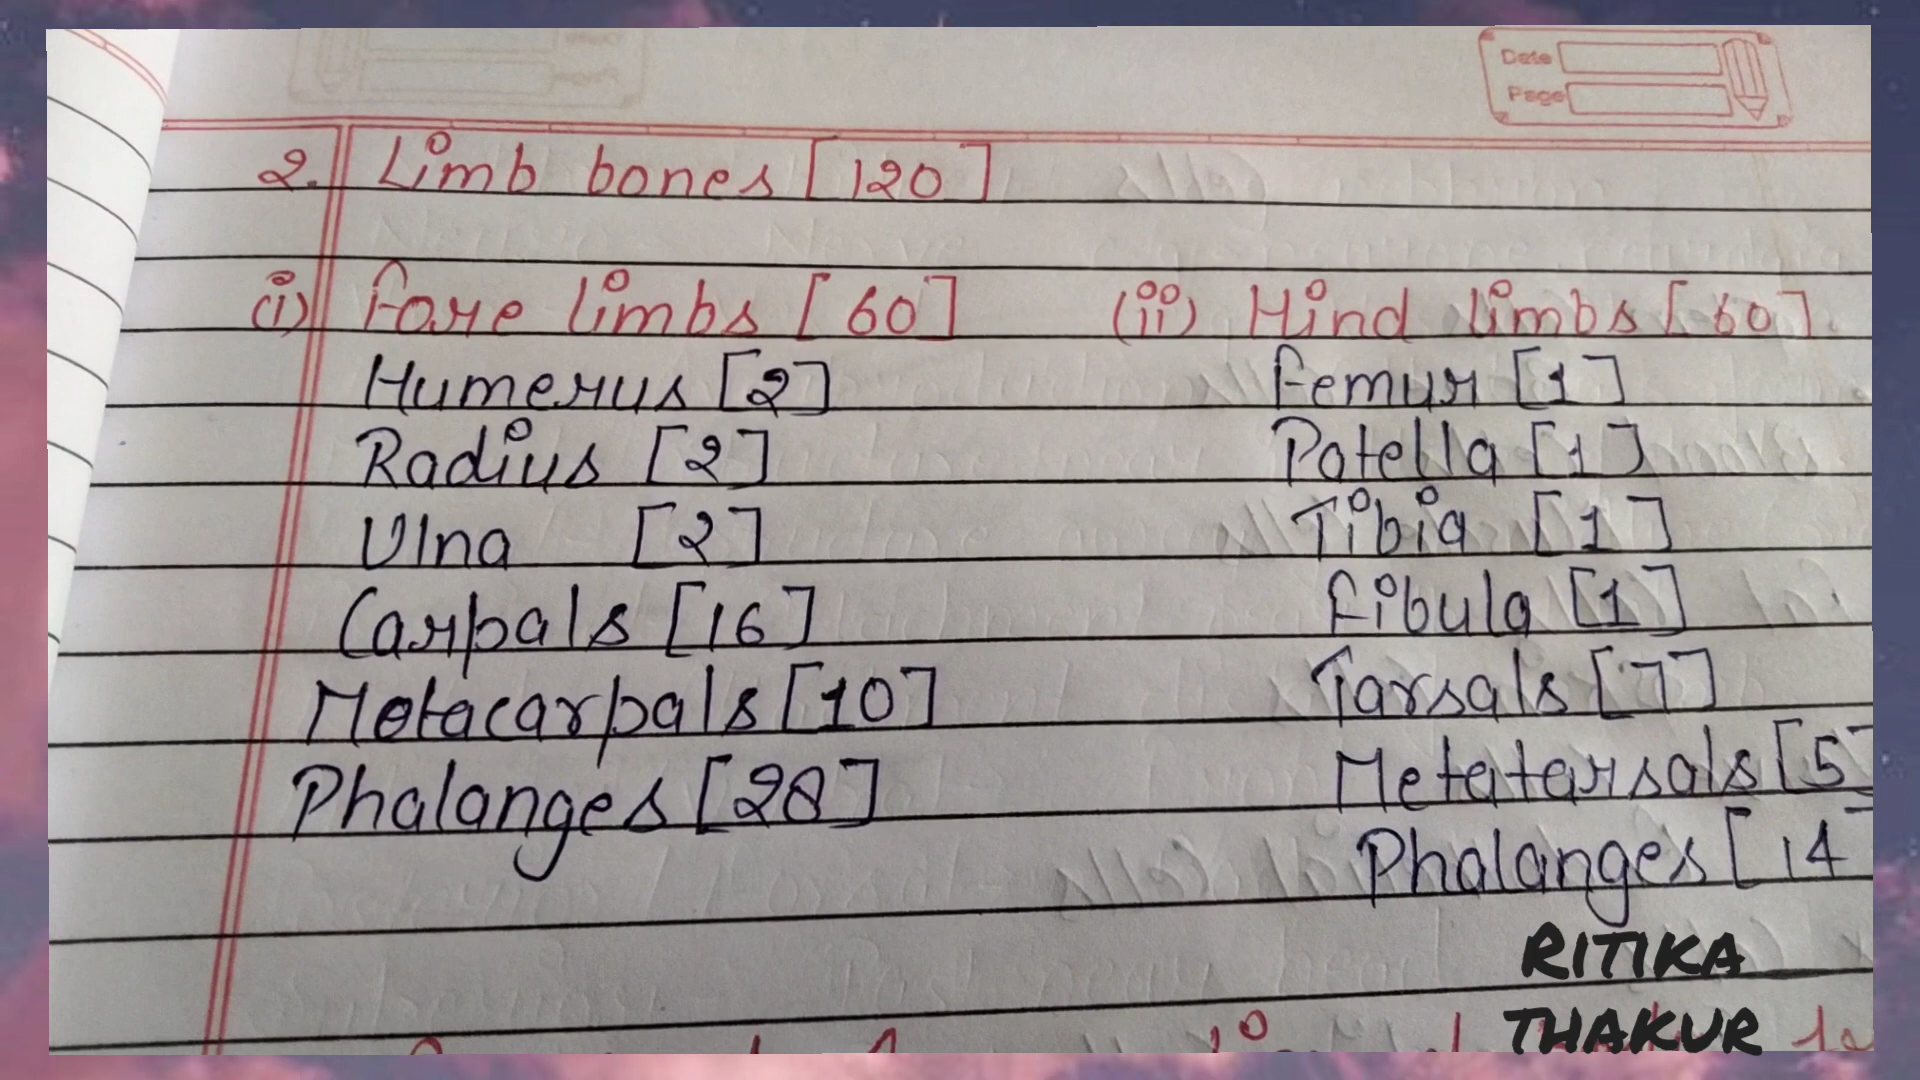 Date
Page
2. Limb bones [120]
(i) Fore limbs [60] (ii) Hind limbs [60]
Humerus [2] Femur [1]
Radius [2] Patella [1]
Ulna [2] Tibia [1]
Carpals [16] Fibula [1]
Metacarpals [10] Tarsals [7]
Phalanges [28] Metatarsals [5]
Phalanges [14
RITIKA
THAKUR